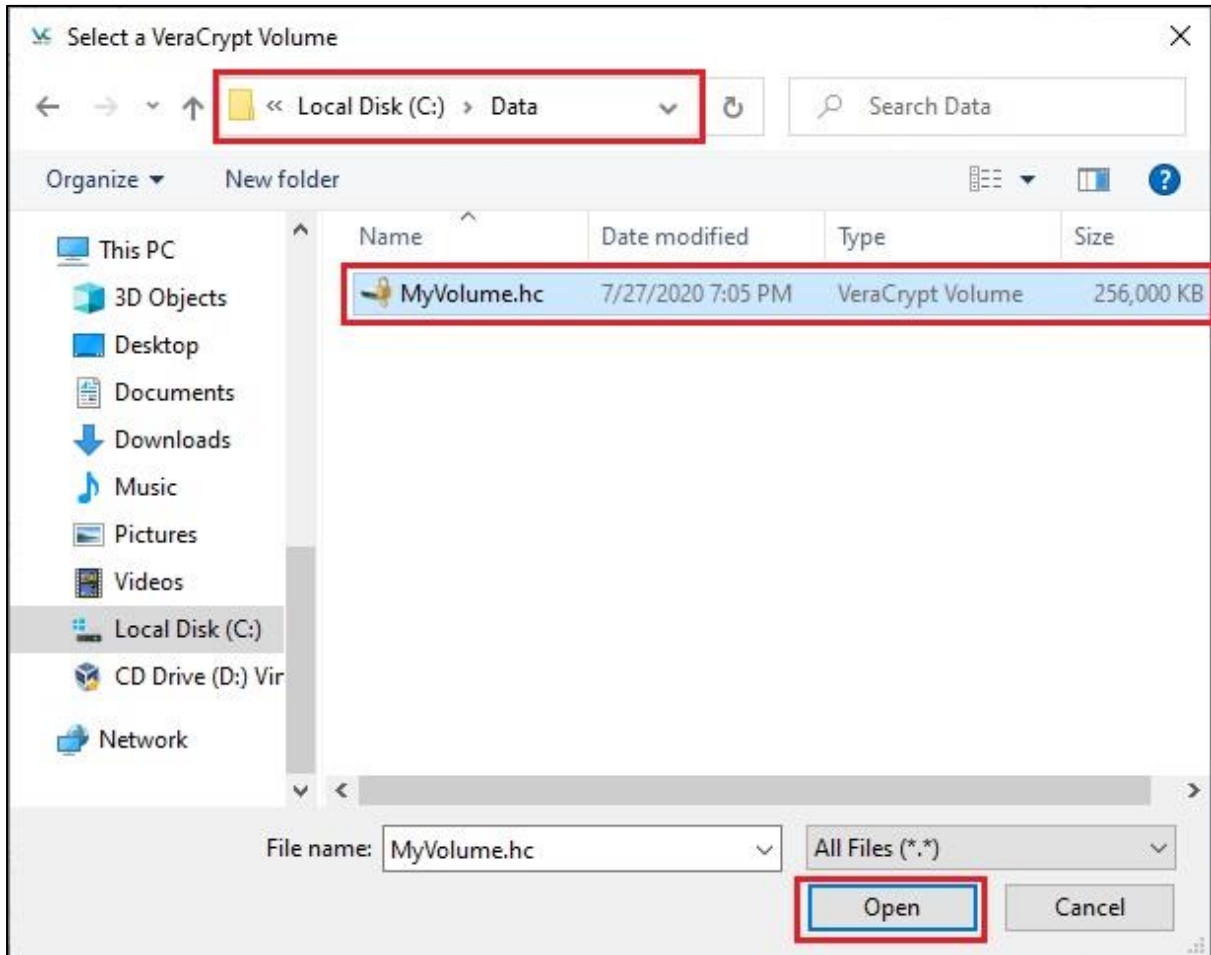 Select a VeraCrypt Volume
« Local Disk (C:) › Data
Search Data
Organize
New folder
This PC
3D Objects
Desktop
Documents
Downloads
Music
Pictures
Videos
Local Disk (C:)
CD Drive (D:) Vir
Network
Name Date modified Type Size
MyVolume.hc 7/27/2020 7:05 PM VeraCrypt Volume 256,000 KB
File name: MyVolume.hc All Files (*.*)
Open Cancel